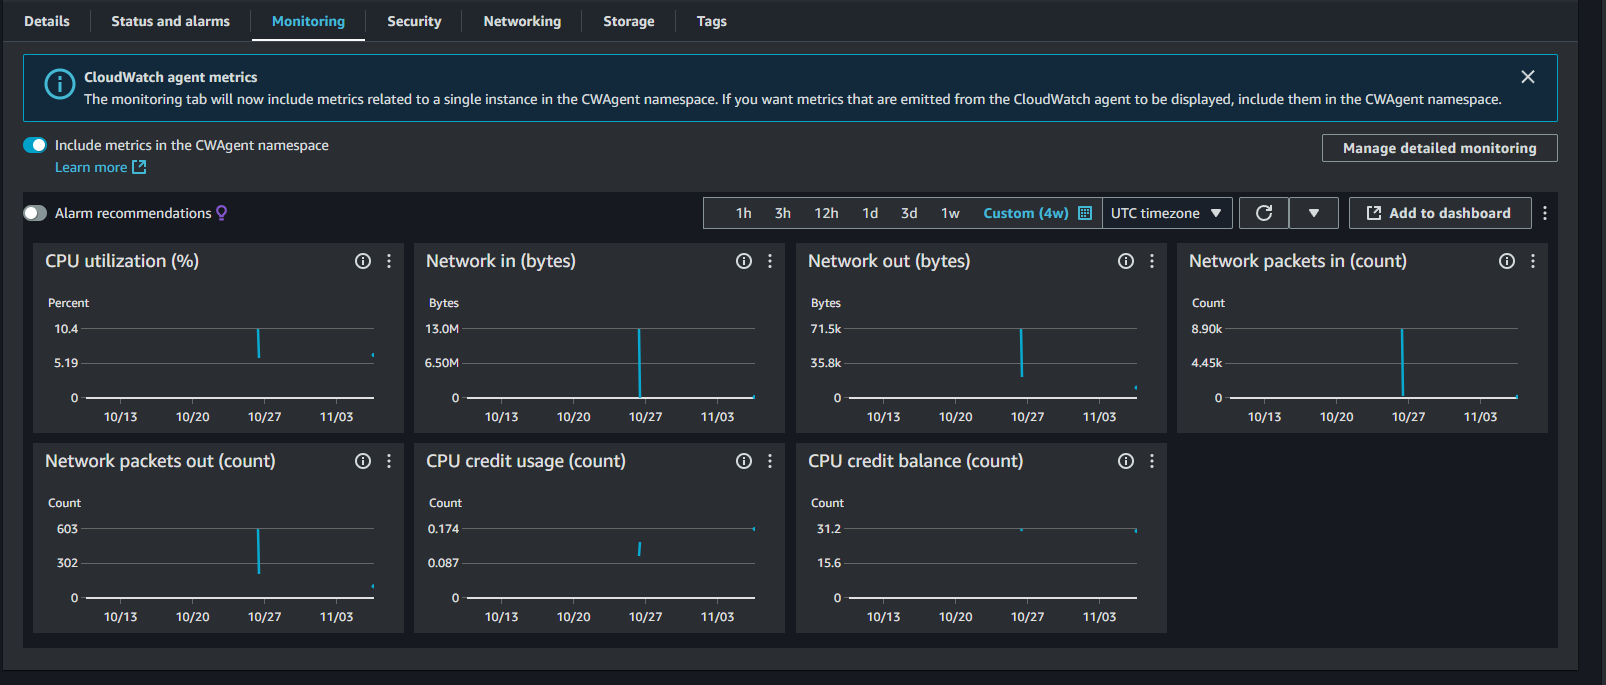 Details Status and alarms Monitoring Security Networking Storage Tags
CloudWatch agent metrics
The monitoring tab will now include metrics related to a single instance in the CWAgent namespace. If you want metrics that are emitted from the CloudWatch agent to be displayed, include them in the CWAgent namespace.
Include metrics in the CWAgent namespace
Learn more
Manage detailed monitoring
Alarm recommendations
1h 3h 12h 1d 3d 1w Custom (4w) UTC timezone Add to dashboard
CPU utilization (%)
Percent
10.4
5.19
0
10/13 10/20 10/27 11/03
Network in (bytes)
Bytes
13.0M
6.50M
0
10/13 10/20 10/27 11/03
Network out (bytes)
Bytes
71.5k
35.8k
0
10/13 10/20 10/27 11/03
Network packets in (count)
Count
8.90k
4.45k
0
10/13 10/20 10/27 11/03
Network packets out (count)
Count
603
302
0
10/13 10/20 10/27 11/03
CPU credit usage (count)
Count
0.174
0.087
0
10/13 10/20 10/27 11/03
CPU credit balance (count)
Count
31.2
15.6
0
10/13 10/20 10/27 11/03